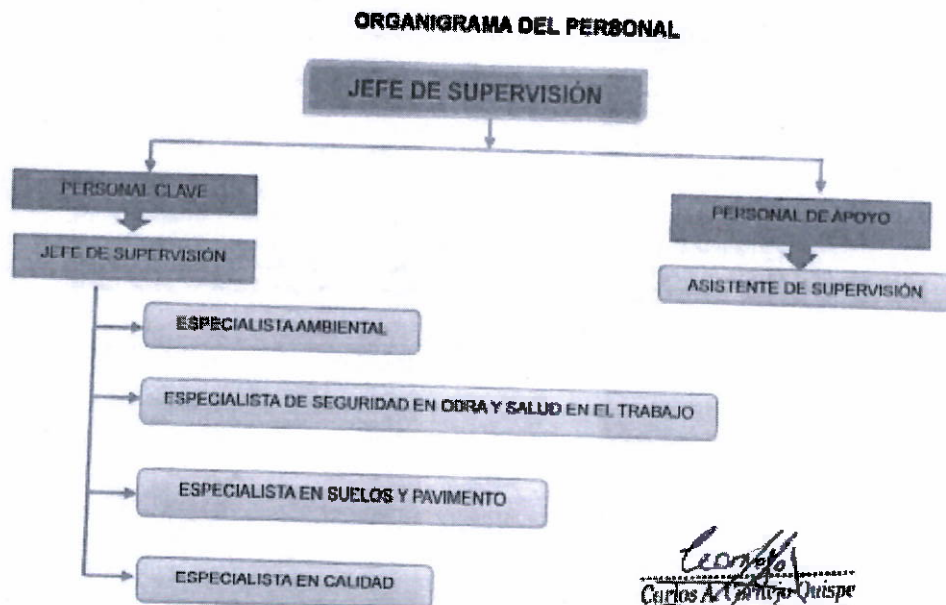 ORGANIGRAMA DEL PERSONAL
JEFE DE SUPERVISIÓN
PERSONAL CLAVE
JEFE DE SUPERVISIÓN
ESPECIALISTA AMBIENTAL
ESPECIALISTA DE SEGURIDAD EN OBRA Y SALUD EN EL TRABAJO
ESPECIALISTA EN SUELOS Y PAVIMENTO
ESPECIALISTA EN CALIDAD
PERSONAL DE APOYO
ASISTENTE DE SUPERVISIÓN
Carlos A. Cornejo Quispe